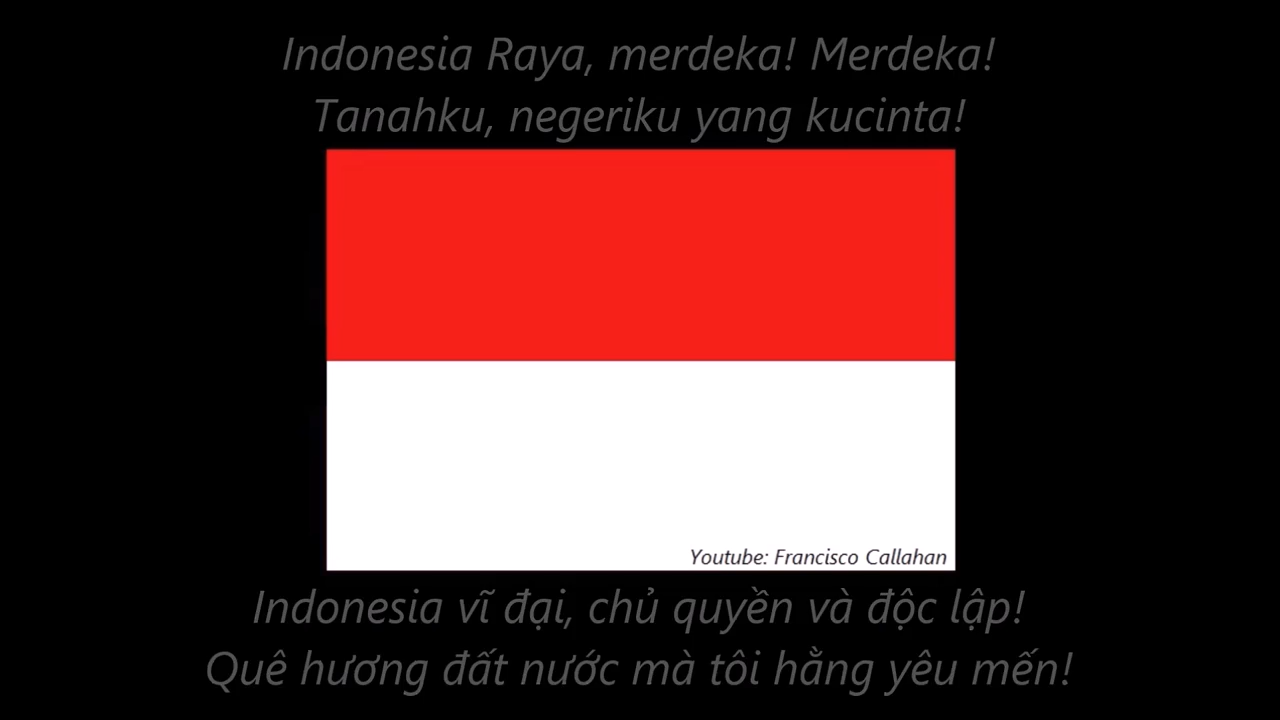 Indonesia Raya, merdeka! Merdeka!
Tanahku, negeriku yang kucinta!
Youtube: Francisco Callahan
Indonesia vĩ đại, chủ quyền và độc lập!
Quê hương đất nước mà tôi hằng yêu mến!